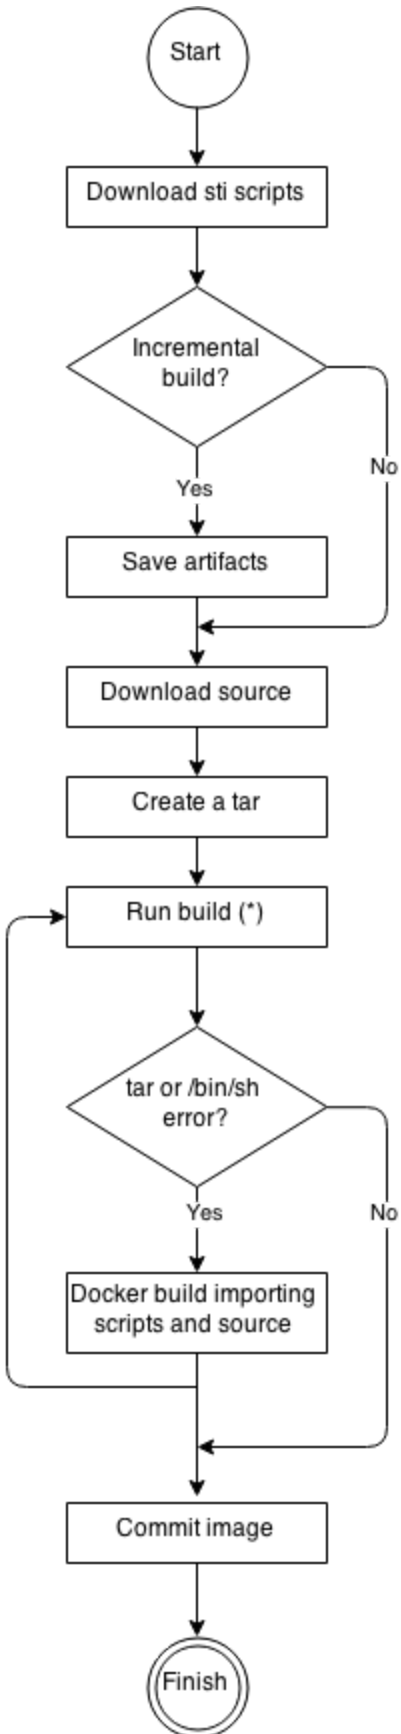 Start
Download sti scripts
Incremental
build?
No
Yes
Save artifacts
Download source
Create a tar
Run build (*)
tar or /bin/sh
error?
Yes
No
Docker build importing
scripts and source
Commit image
Finish